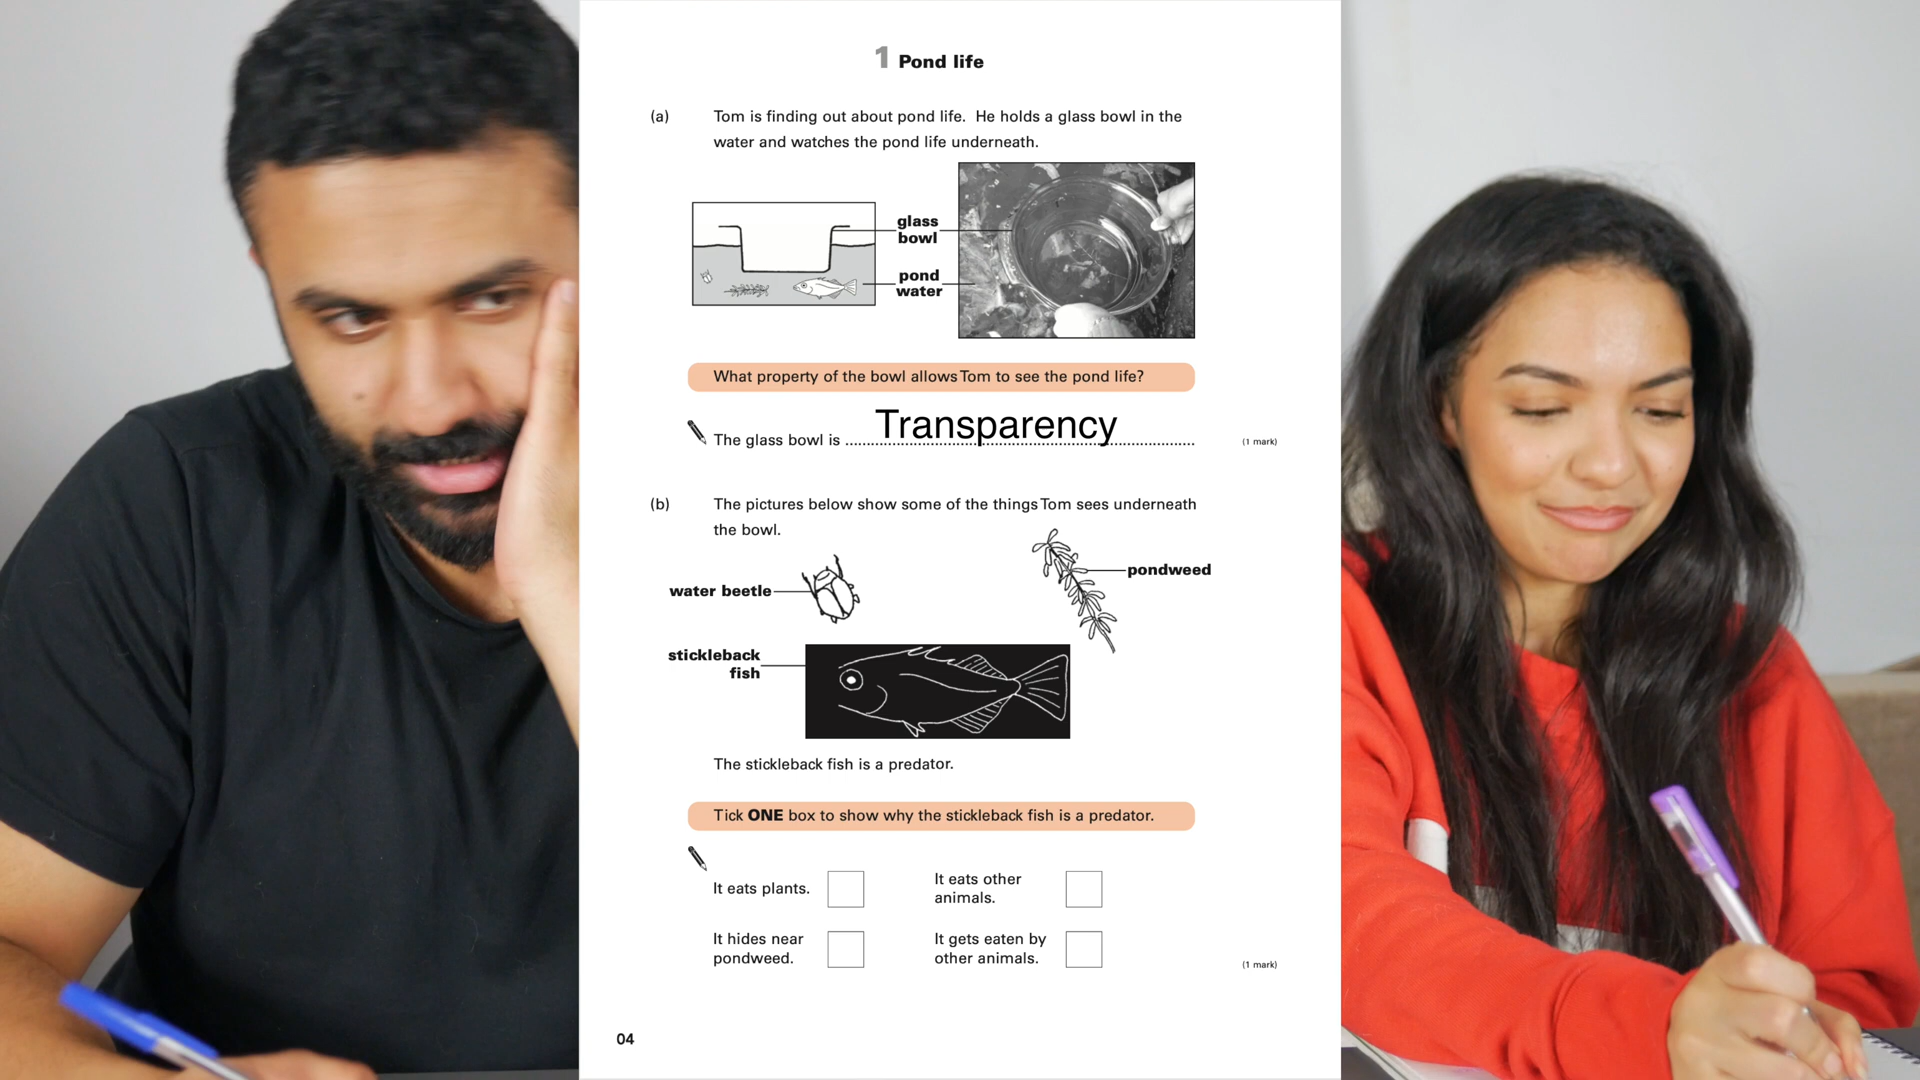 1 Pond life
(a) Tom is finding out about pond life. He holds a glass bowl in the
water and watches the pond life underneath.
glass
bowl
pond
water
What property of the bowl allows Tom to see the pond life?
The glass bowl is Transparency
(1 mark)
(b) The pictures below show some of the things Tom sees underneath
the bowl.
water beetle
pondweed
stickleback
fish
The stickleback fish is a predator.
Tick ONE box to show why the stickleback fish is a predator.
It eats plants.
It eats other
animals.
It hides near
pondweed.
It gets eaten by
other animals.
(1 mark)
04